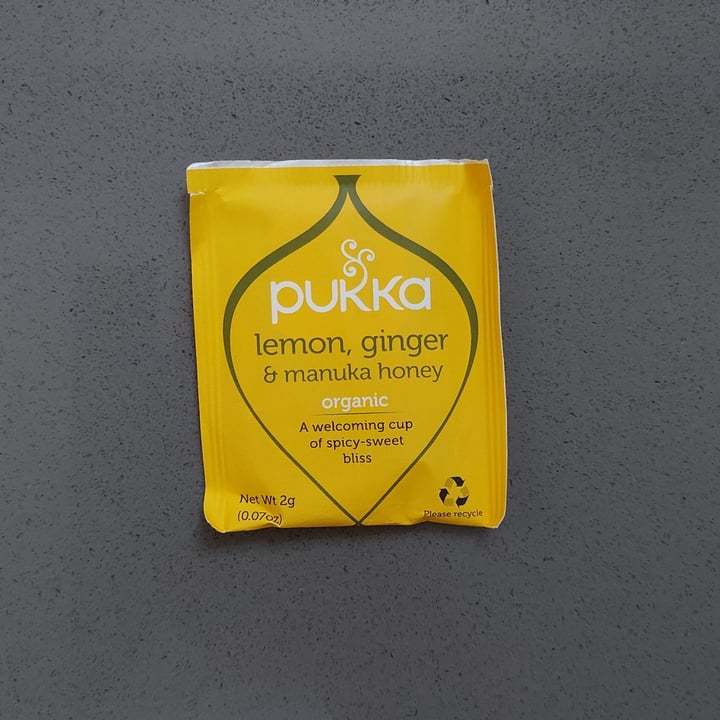 pukka
lemon, ginger
& manuka honey
organic
A welcoming cup
of spicy-sweet
bliss
Net Wt 2g
(0.07oz)
Please recycle